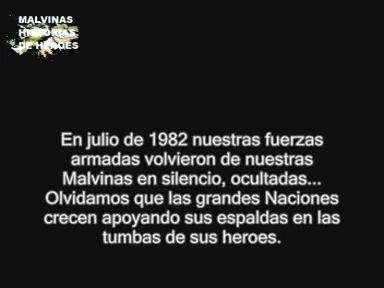 MALVINAS
HISTORIAS
DE HEROES
En julio de 1982 nuestras fuerzas
armadas volvieron de nuestras
Malvinas en silencio, ocultadas...
Olvidamos que las grandes Naciones
crecen apoyando sus espaldas en las
tumbas de sus heroes.